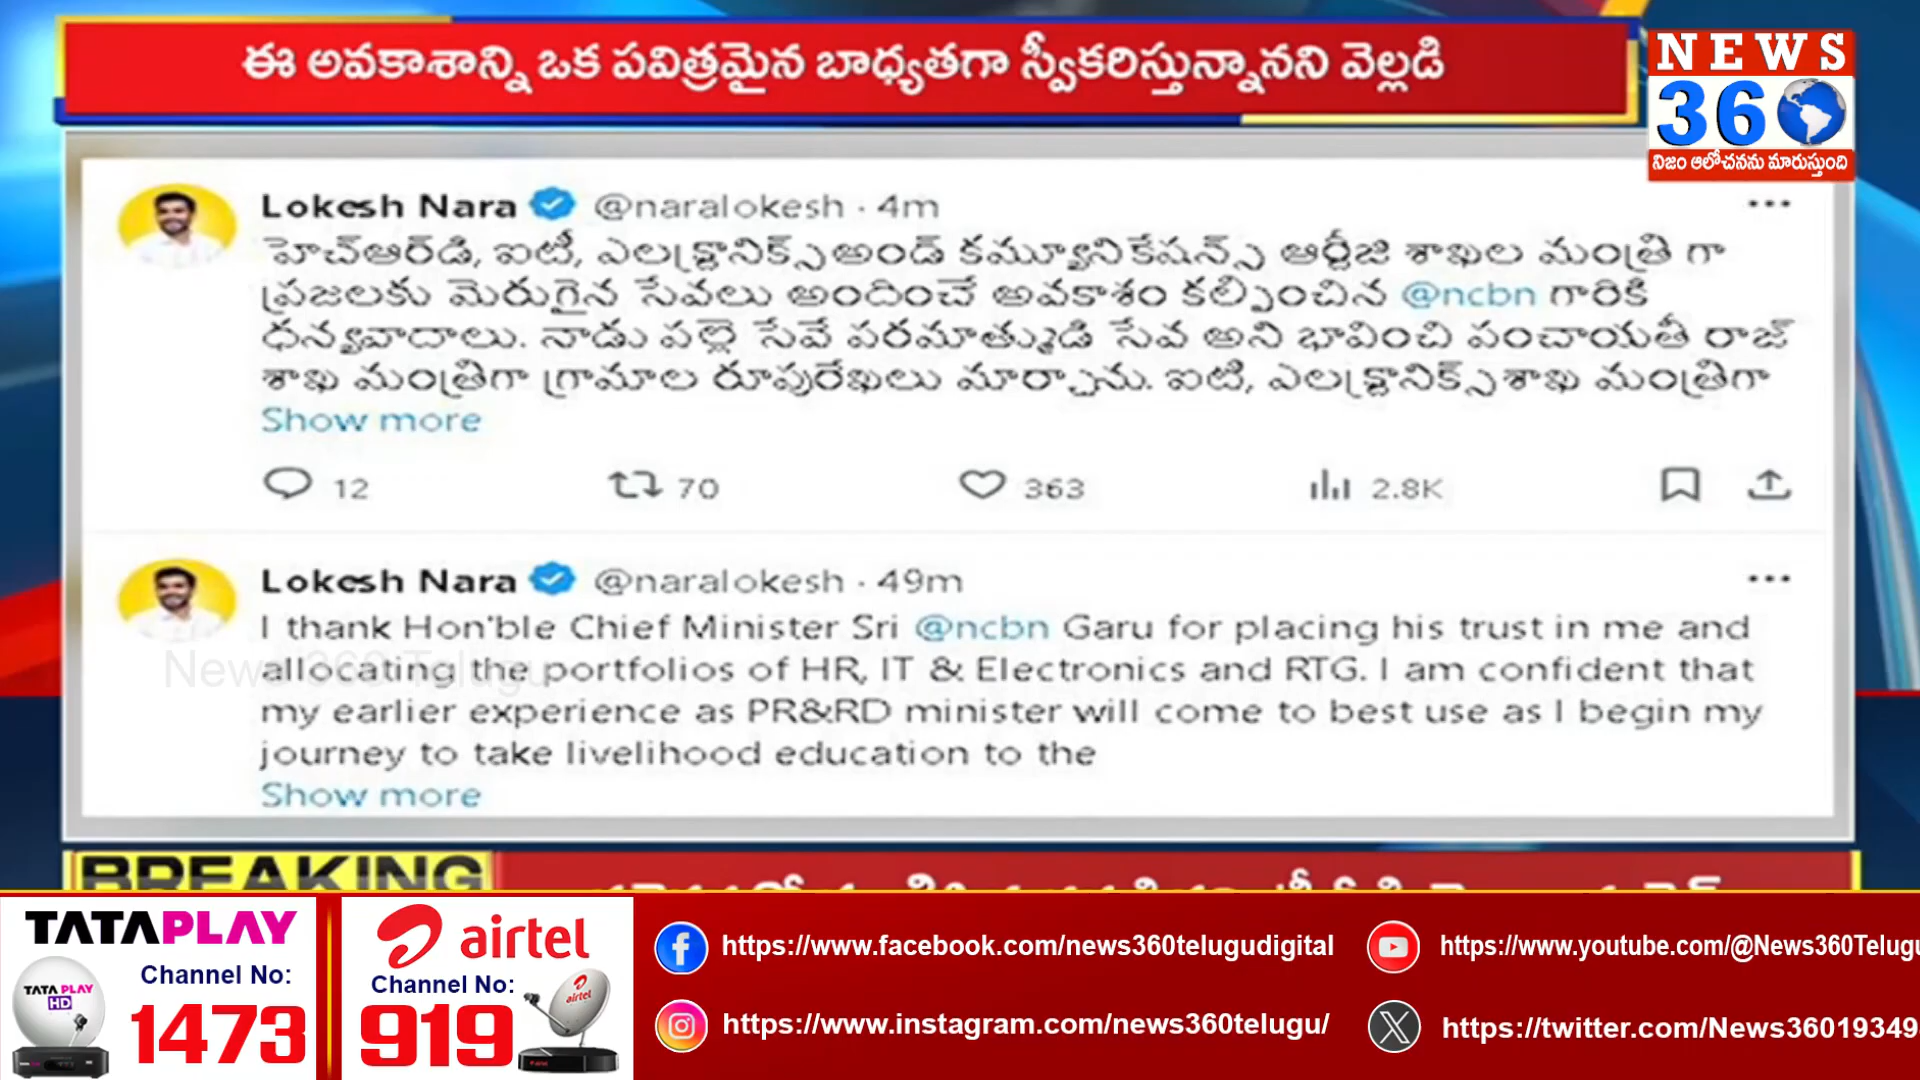 ఈ అవకాశాన్ని ఒక పవిత్రమైన బాధ్యతగా స్వీకరిస్తున్నానని వెల్లడి
NEWS
360
నిజం ఆలోచనను మారుస్తుంది
Lokesh Nara @naralokesh · 4m
హెచ్ఆర్‌డి, ఐటీ, ఎలక్ట్రానిక్స్ అండ్ కమ్యూనికేషన్స్, ఆర్టీజి శాఖల మంత్రి గా
ప్రజలకు మెరుగైన సేవలు అందించే అవకాశం కల్పించిన @ncbn గారికి
ధన్యవాదాలు. నాడు పల్లె సేవే పరమాత్ముడి సేవ అని భావించి పంచాయతీ రాజ్
శాఖ మంత్రిగా గ్రామాల రూపురేఖలు మార్చాను. ఐటి, ఎలక్ట్రానిక్స్ శాఖ మంత్రిగా
Show more
12 70 363 2.8K
Lokesh Nara @naralokesh · 49m
I thank Hon'ble Chief Minister Sri @ncbn Garu for placing his trust in me and
allocating the portfolios of HR, IT & Electronics and RTG. I am confident that
my earlier experience as PR&RD minister will come to best use as I begin my
journey to take livelihood education to the
Show more
News 360 Telugu
BREAKING
TATA PLAY
Channel No:
1473
TATA PLAY
HD
airtel
Channel No:
919
airtel
https://www.facebook.com/news360telugudigital
https://www.youtube.com/@News360Telugu
https://www.instagram.com/news360telugu/
https://twitter.com/News36019349